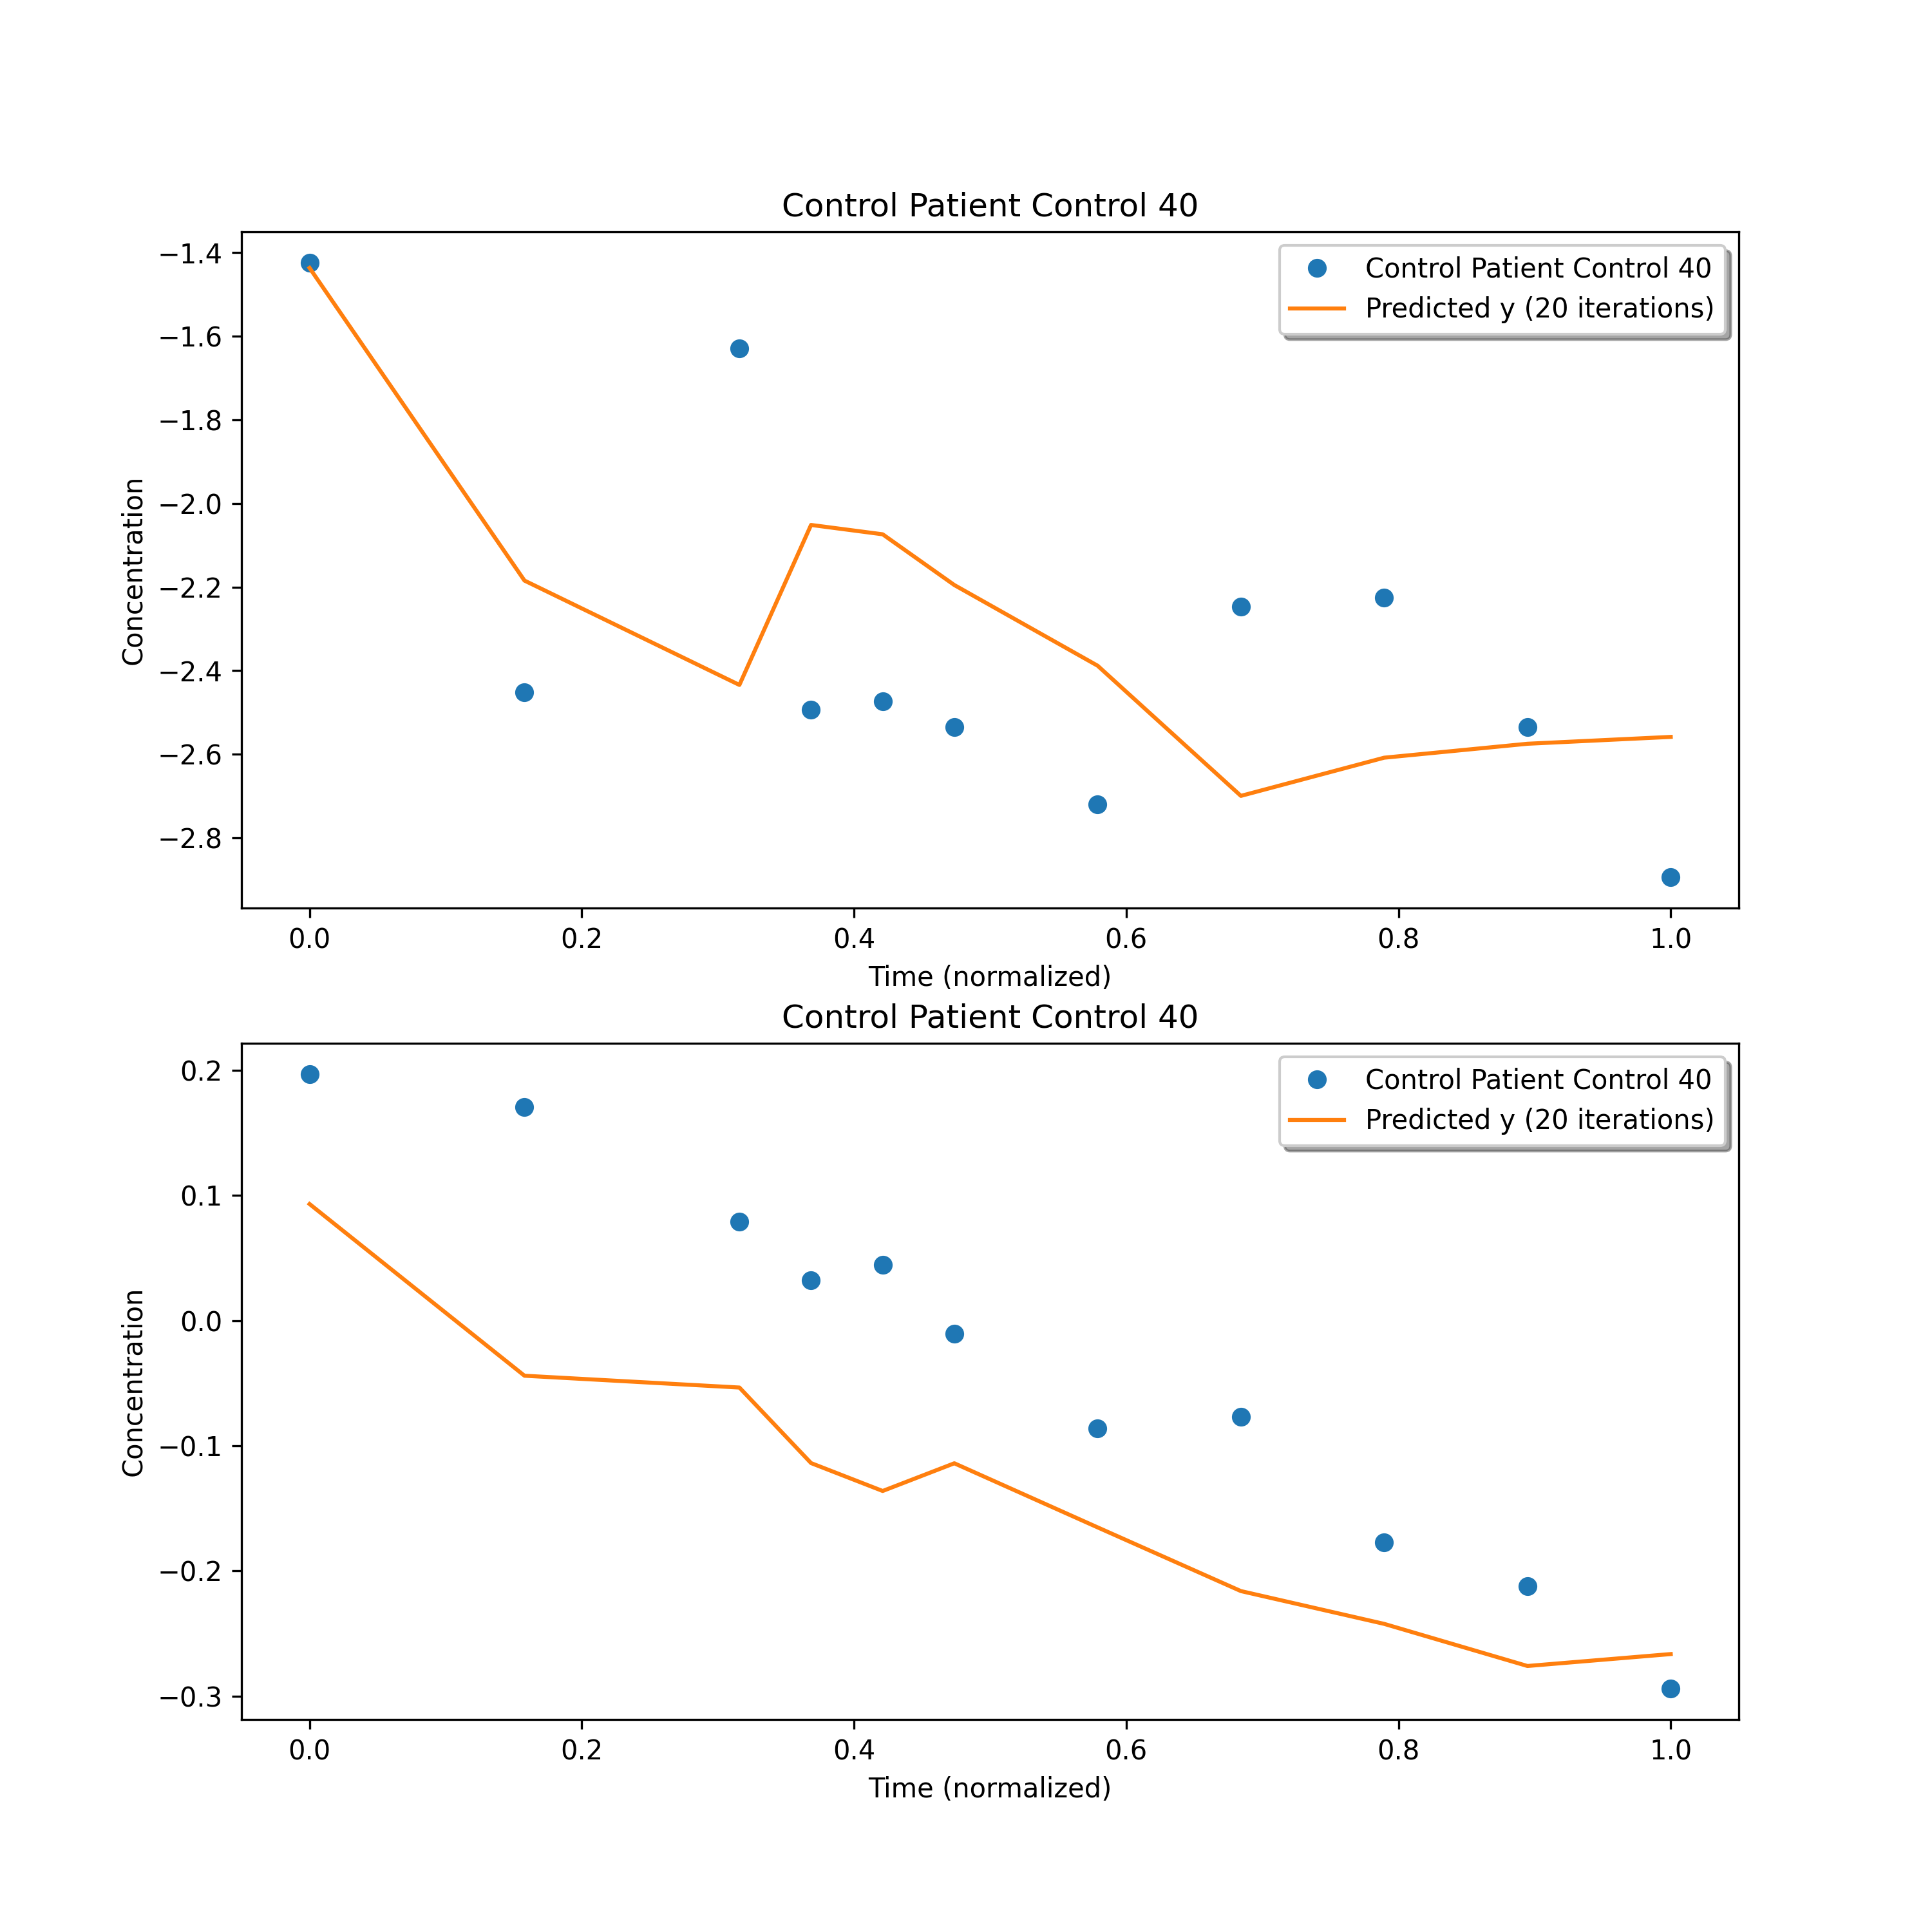 Control Patient Control 40
Control Patient Control 40
Predicted y (20 iterations)
−1.4
−1.6
−1.8
−2.0
−2.2
−2.4
−2.6
−2.8
Concentration
0.0 0.2 0.4 0.6 0.8 1.0
Time (normalized)
Control Patient Control 40
Control Patient Control 40
Predicted y (20 iterations)
0.2
0.1
0.0
−0.1
−0.2
−0.3
Concentration
0.0 0.2 0.4 0.6 0.8 1.0
Time (normalized)